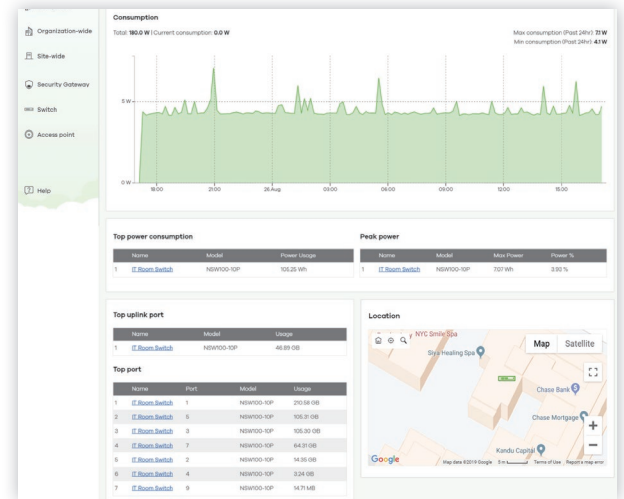 Consumption
Total: 180.0 W | Current consumption: 0.0 W
Max consumption (Past 24hr): 7.1 W
Min consumption (Past 24hr): 4.1 W
Organization-wide
Site-wide
Security Gateway
Switch
Access point
Help
5 W
0 W
18:00 21:00 26.Aug 03:00 06:00 09:00 12:00 15:00
Top power consumption
Name Model Power Usage
1 IT Room Switch NSW100-10P 105.25 Wh
Peak power
Name Model Max Power Power %
1 IT Room Switch NSW100-10P 7.07 Wh 3.93 %
Top uplink port
Name Model Usage
1 IT Room Switch NSW100-10P 46.89 GB
Top port
Name Port Model Usage
1 IT Room Switch 1 NSW100-10P 210.58 GB
2 IT Room Switch 5 NSW100-10P 105.31 GB
3 IT Room Switch 3 NSW100-10P 105.30 GB
4 IT Room Switch 7 NSW100-10P 64.31 GB
5 IT Room Switch 2 NSW100-10P 14.35 GB
6 IT Room Switch 4 NSW100-10P 3.24 GB
7 IT Room Switch 9 NSW100-10P 14.71 MB
Location
NYC Smile Spa
Siya Healing Spa
Map Satellite
Chase Bank
Chase Mortgage
Kandu Capital
Google
Map data ©2019 Google 5 m Terms of Use Report a map error